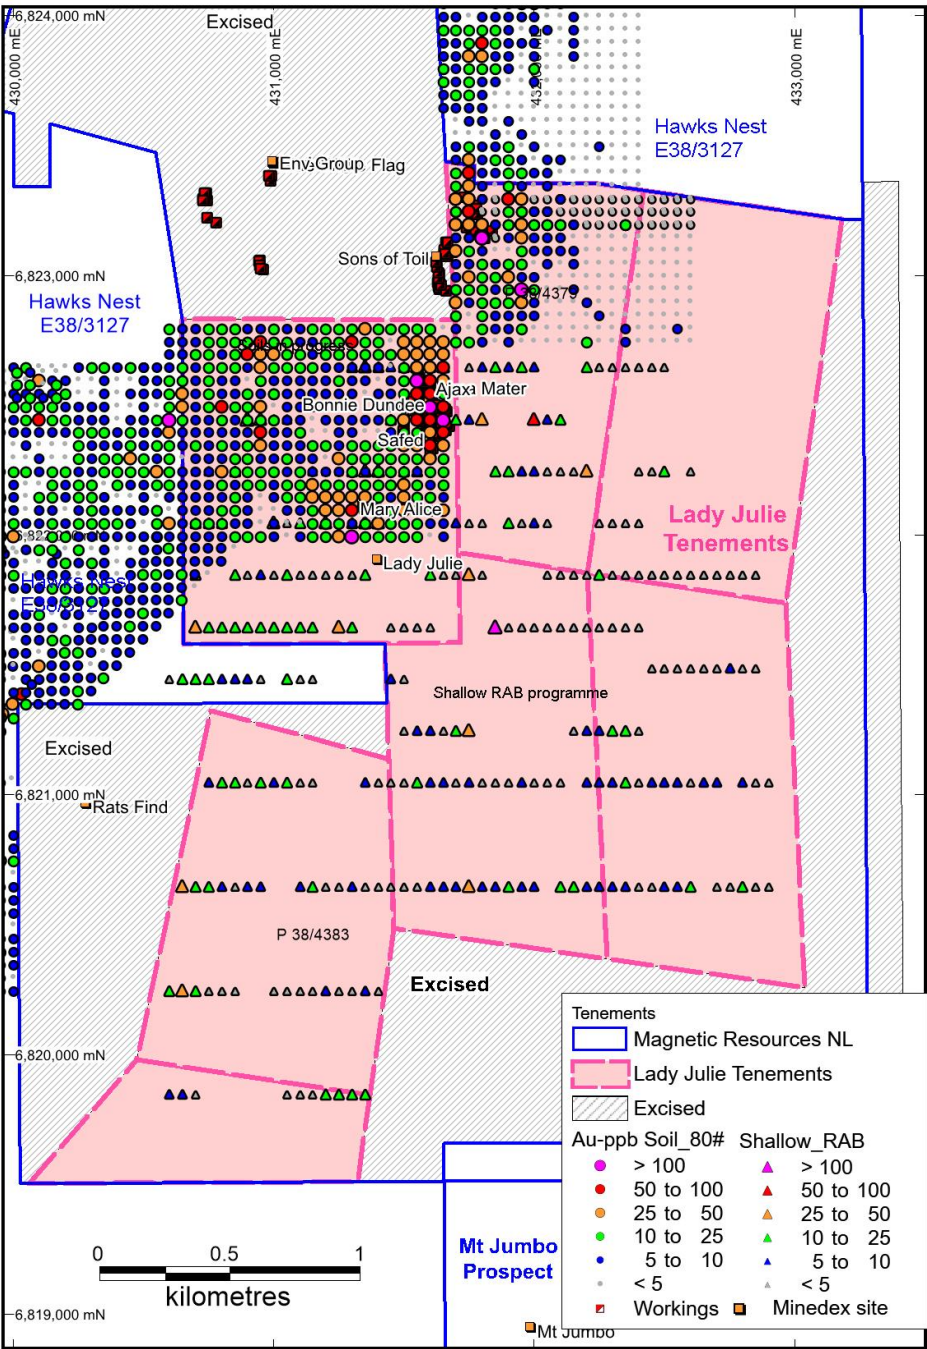 Excised
6,824,000 mN
430,000 mE
431,000 mE
mE
433,000 mE
Hawks Nest
E38/3127
Group Flag
Sons of Toil
6,823,000 mN
Hawks Nest
E38/3127
Ajax
Mater
Bonnie Dundee
Safed
Mary Alice
Lady Julie
Tenements
Lady Julie
Hawks Nest
Shallow RAB programme
Excised
6,821,000 mN
Rats Find
P 38/4383
Excised
6,820,000 mN
Tenements
Magnetic Resources NL
Lady Julie Tenements
Excised
Au-ppb Soil_80# Shallow_RAB
> 100 > 100
50 to 100 50 to 100
25 to 50 25 to 50
10 to 25 10 to 25
5 to 10 5 to 10
< 5 < 5
Workings Minedex site
Mt Jumbo
Prospect
0 0.5 1
kilometres
6,819,000 mN
Mt Jumbo